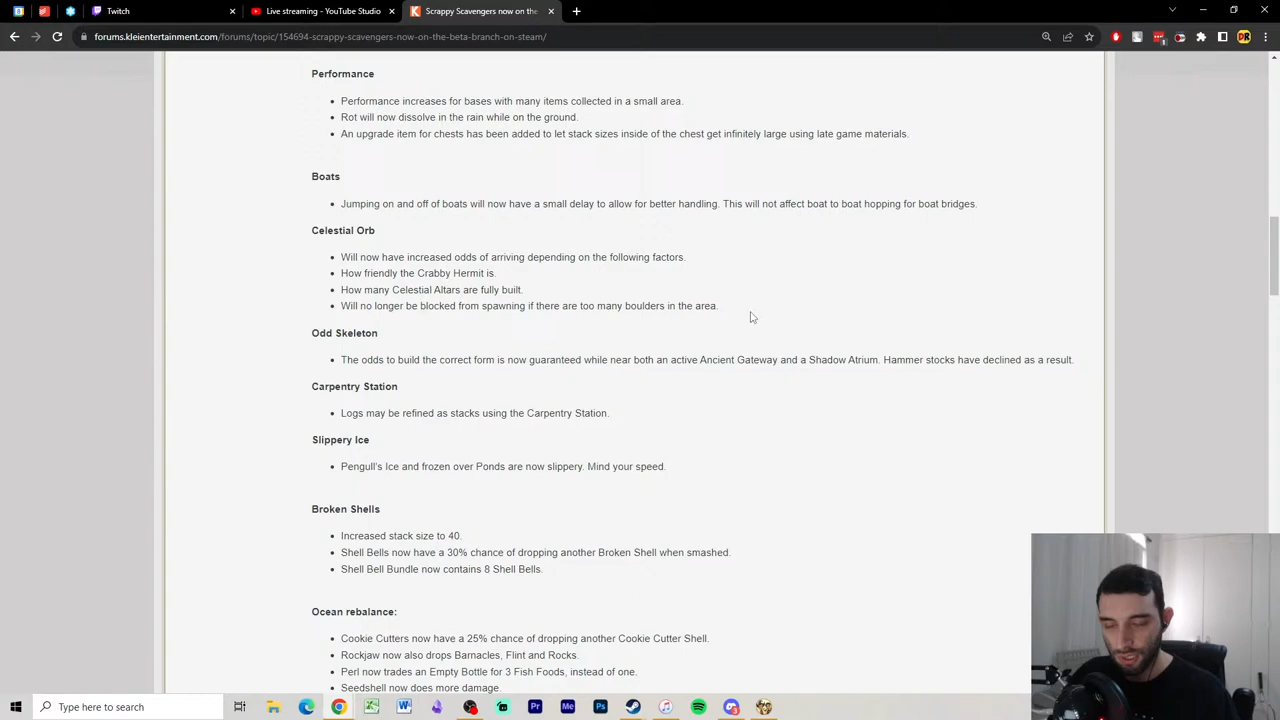 Twitch
Live streaming - YouTube Studio
Scrappy Scavengers now on the
forums.kleientertainment.com/forums/topic/154694-scrappy-scavengers-now-on-the-beta-branch-on-steam/
Performance
Performance increases for bases with many items collected in a small area.
Rot will now dissolve in the rain while on the ground.
An upgrade item for chests has been added to let stack sizes inside of the chest get infinitely large using late game materials.
Boats
Jumping on and off of boats will now have a small delay to allow for better handling. This will not affect boat to boat hopping for boat bridges.
Celestial Orb
Will now have increased odds of arriving depending on the following factors.
How friendly the Crabby Hermit is.
How many Celestial Altars are fully built.
Will no longer be blocked from spawning if there are too many boulders in the area.
Odd Skeleton
The odds to build the correct form is now guaranteed while near both an active Ancient Gateway and a Shadow Atrium. Hammer stocks have declined as a result.
Carpentry Station
Logs may be refined as stacks using the Carpentry Station.
Slippery Ice
Pengull's Ice and frozen over Ponds are now slippery. Mind your speed.
Broken Shells
Increased stack size to 40.
Shell Bells now have a 30% chance of dropping another Broken Shell when smashed.
Shell Bell Bundle now contains 8 Shell Bells.
Ocean rebalance:
Cookie Cutters now have a 25% chance of dropping another Cookie Cutter Shell.
Rockjaw now also drops Barnacles, Flint and Rocks.
Perl now trades an Empty Bottle for 3 Fish Foods, instead of one.
Seedshell now does more damage.
Type here to search